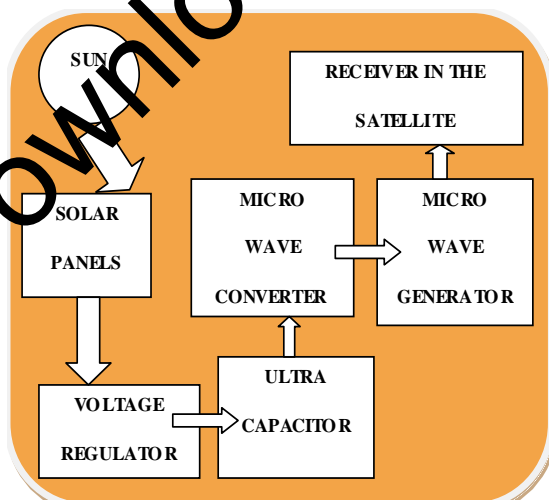 SUN
SOLAR
PANELS
VOLTAGE
REGULATOR
ULTRA
CAPACITOR
MICRO
WAVE
CONVERTER
MICRO
WAVE
GENERATOR
RECEIVER IN THE
SATELLITE